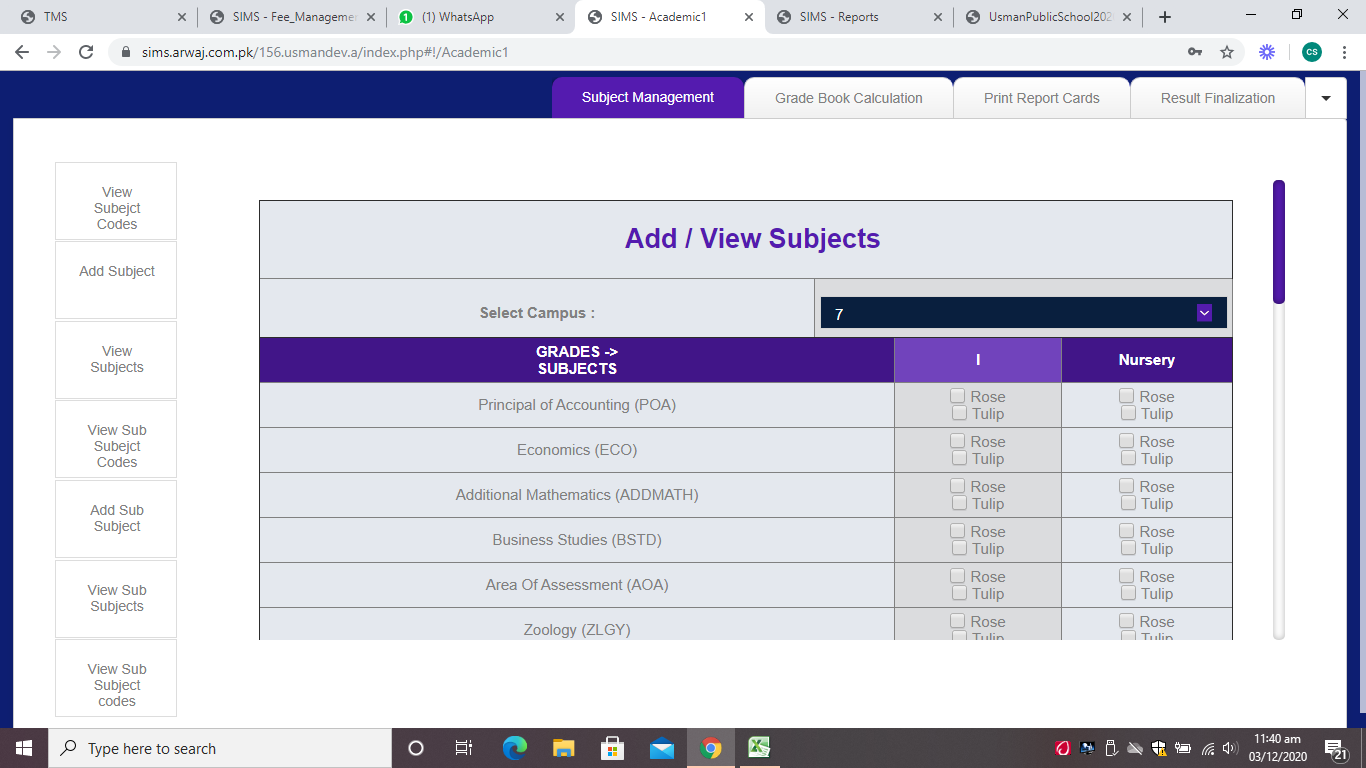 TMS
SIMS - Fee_Manageme
(1) WhatsApp
SIMS - Academic1
SIMS - Reports
UsmanPublicSchool202
sims.arwaj.com.pk/156.usmandev.a/index.php#!/Academic1
CS
Subject Management
Grade Book Calculation
Print Report Cards
Result Finalization
View
Subejct
Codes
Add Subject
View
Subjects
View Sub
Subejct
Codes
Add Sub
Subject
View Sub
Subjects
View Sub
Subject
codes
Add / View Subjects
Select Campus :
7
GRADES ->
SUBJECTS
I
Nursery
Principal of Accounting (POA)
Rose
Tulip
Rose
Tulip
Economics (ECO)
Rose
Tulip
Rose
Tulip
Additional Mathematics (ADDMATH)
Rose
Tulip
Rose
Tulip
Business Studies (BSTD)
Rose
Tulip
Rose
Tulip
Area Of Assessment (AOA)
Rose
Tulip
Rose
Tulip
Zoology (ZLGY)
Rose
Tulip
Rose
Tulip
Type here to search
11:40 am
03/12/2020
21